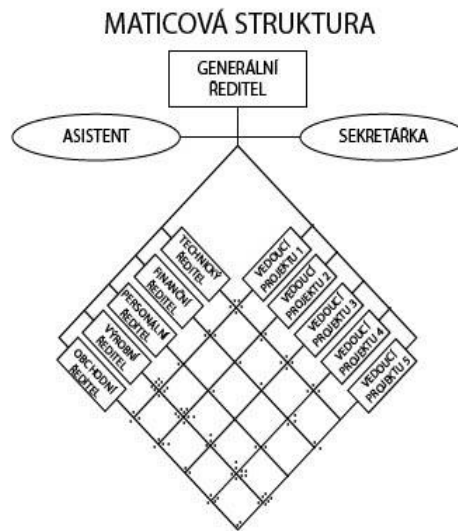 MATICOVÁ STRUKTURA
GENERÁLNÍ
ŘEDITEL
ASISTENT
SEKRETÁŘKA
TECHNICKÝ
ŘEDITEL
FINANČNÍ
ŘEDITEL
PERSONÁLNÍ
ŘEDITEL
VÝROBNÍ
ŘEDITEL
OBCHODNÍ
ŘEDITEL
VEDOUCÍ
PROJEKTU 1
VEDOUCÍ
PROJEKTU 2
VEDOUCÍ
PROJEKTU 3
VEDOUCÍ
PROJEKTU 4
VEDOUCÍ
PROJEKTU 5